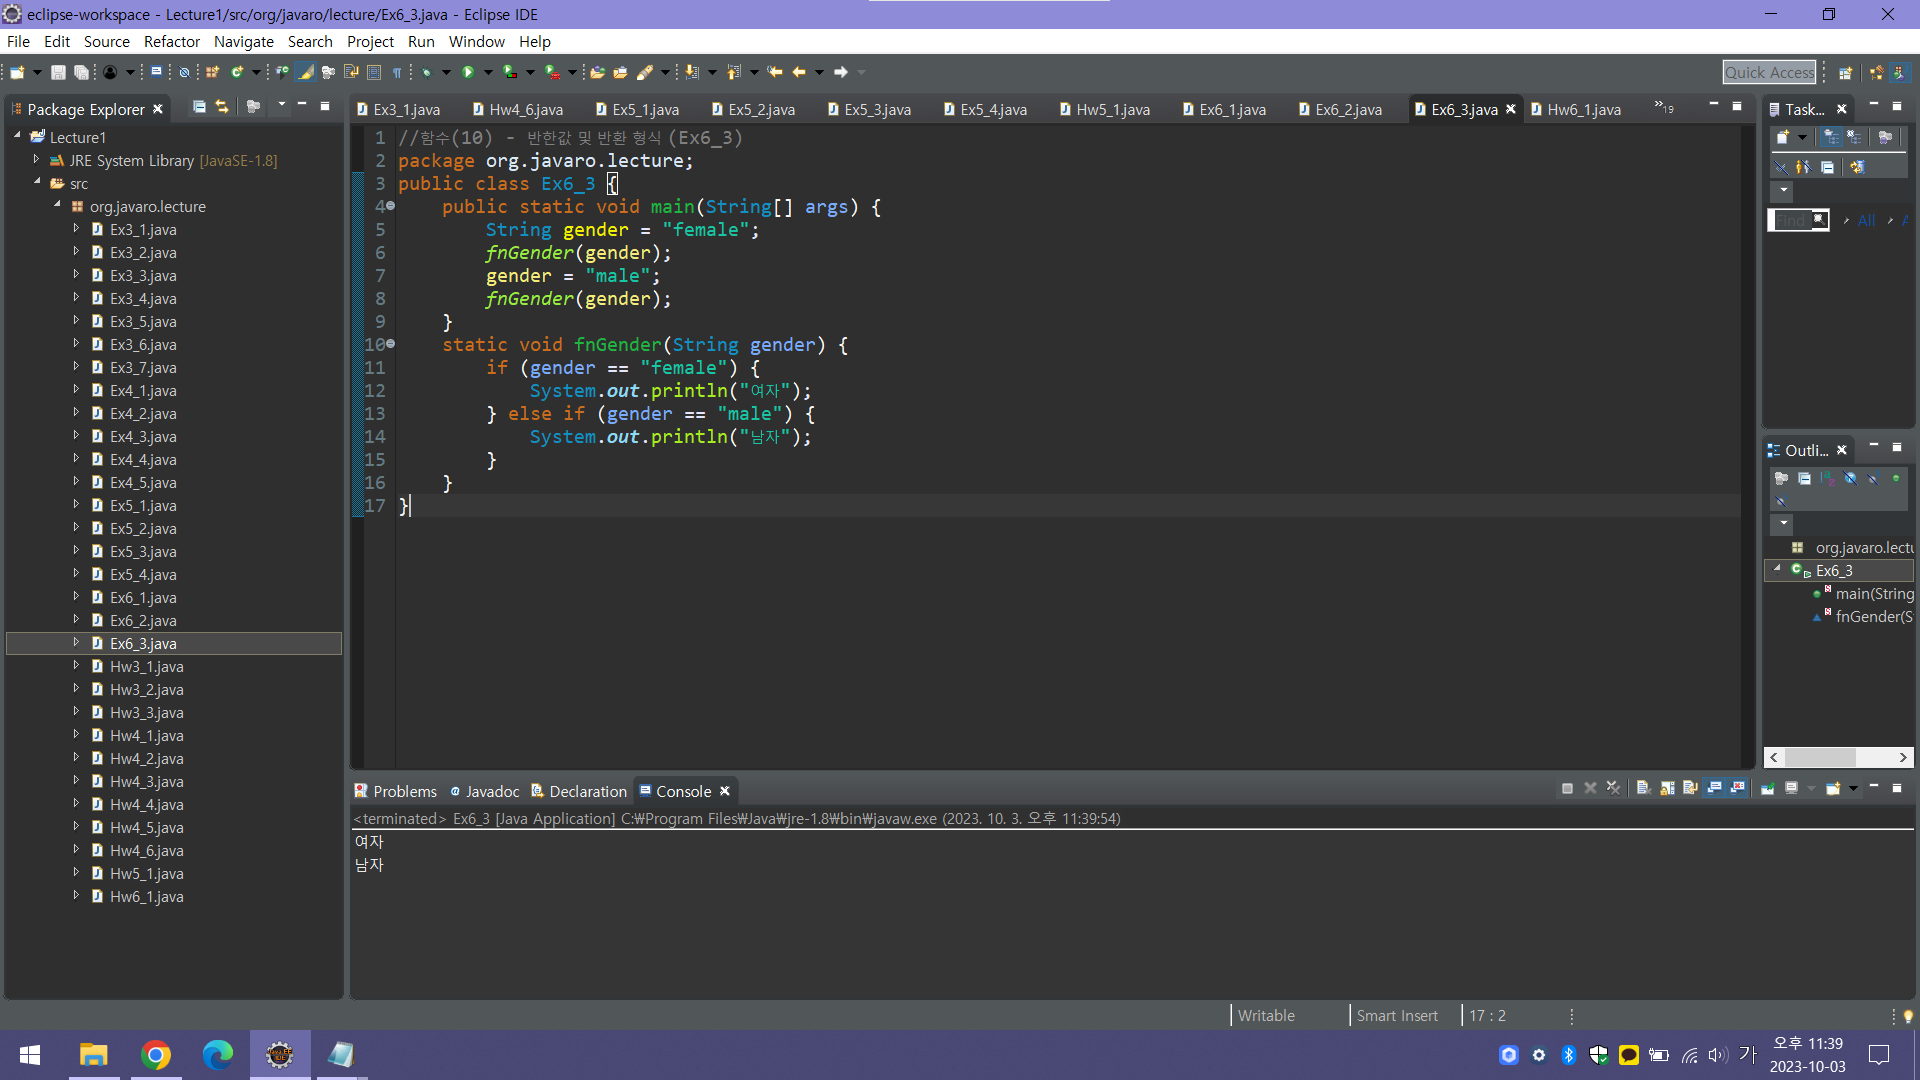 eclipse-workspace - Lecture1/src/org/javaro/lecture/Ex6_3.java - Eclipse IDE
File Edit Source Refactor Navigate Search Project Run Window Help
Quick Access
Package Explorer
Lecture1
JRE System Library [JavaSE-1.8]
src
org.javaro.lecture
Ex3_1.java
Ex3_2.java
Ex3_3.java
Ex3_4.java
Ex3_5.java
Ex3_6.java
Ex3_7.java
Ex4_1.java
Ex4_2.java
Ex4_3.java
Ex4_4.java
Ex4_5.java
Ex5_1.java
Ex5_2.java
Ex5_3.java
Ex5_4.java
Ex6_1.java
Ex6_2.java
Ex6_3.java
Hw3_1.java
Hw3_2.java
Hw3_3.java
Hw4_1.java
Hw4_2.java
Hw4_3.java
Hw4_4.java
Hw4_5.java
Hw4_6.java
Hw5_1.java
Hw6_1.java
Ex3_1.java Hw4_6.java Ex5_1.java Ex5_2.java Ex5_3.java Ex5_4.java Hw5_1.java Ex6_1.java Ex6_2.java Ex6_3.java Hw6_1.java »19
1 //함수(10) - 반한값 및 반환 형식 (Ex6_3)
2 package org.javaro.lecture;
3 public class Ex6_3 {
4 public static void main(String[] args) {
5 String gender = "female";
6 fnGender(gender);
7 gender = "male";
8 fnGender(gender);
9 }
10 static void fnGender(String gender) {
11 if (gender == "female") {
12 System.out.println("여자");
13 } else if (gender == "male") {
14 System.out.println("남자");
15 }
16 }
17 }
Task...
Find All
Outli...
org.javaro.lectu
Ex6_3
main(String
fnGender(S
Problems Javadoc Declaration Console
<terminated> Ex6_3 [Java Application] C:₩Program Files₩Java₩jre-1.8₩bin₩javaw.exe (2023. 10. 3. 오후 11:39:54)
여자
남자
Writable Smart Insert 17 : 2
가
오후 11:39
2023-10-03